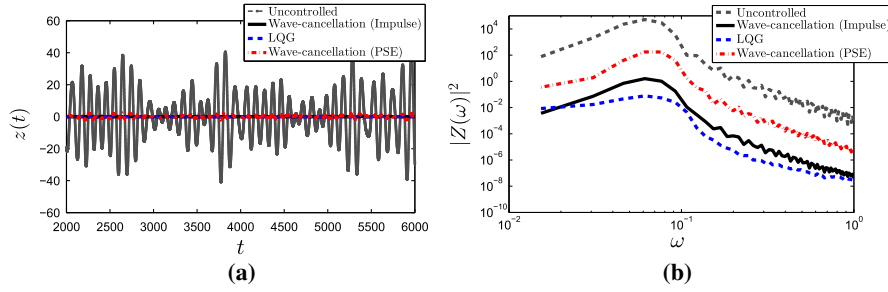 Uncontrolled
Wave-cancellation (Impulse)
LQG
Wave-cancellation (PSE)
60
40
20
0
−20
−40
−60
2000 2500 3000 3500 4000 4500 5000 5500 6000
z(t)
t
(a)
Uncontrolled
Wave-cancellation (Impulse)
LQG
Wave-cancellation (PSE)
10^4
10^2
10^0
10^−2
10^−4
10^−6
10^−8
10^−10
10^−2 10^−1 10^0
|Z(ω)|^2
ω
(b)